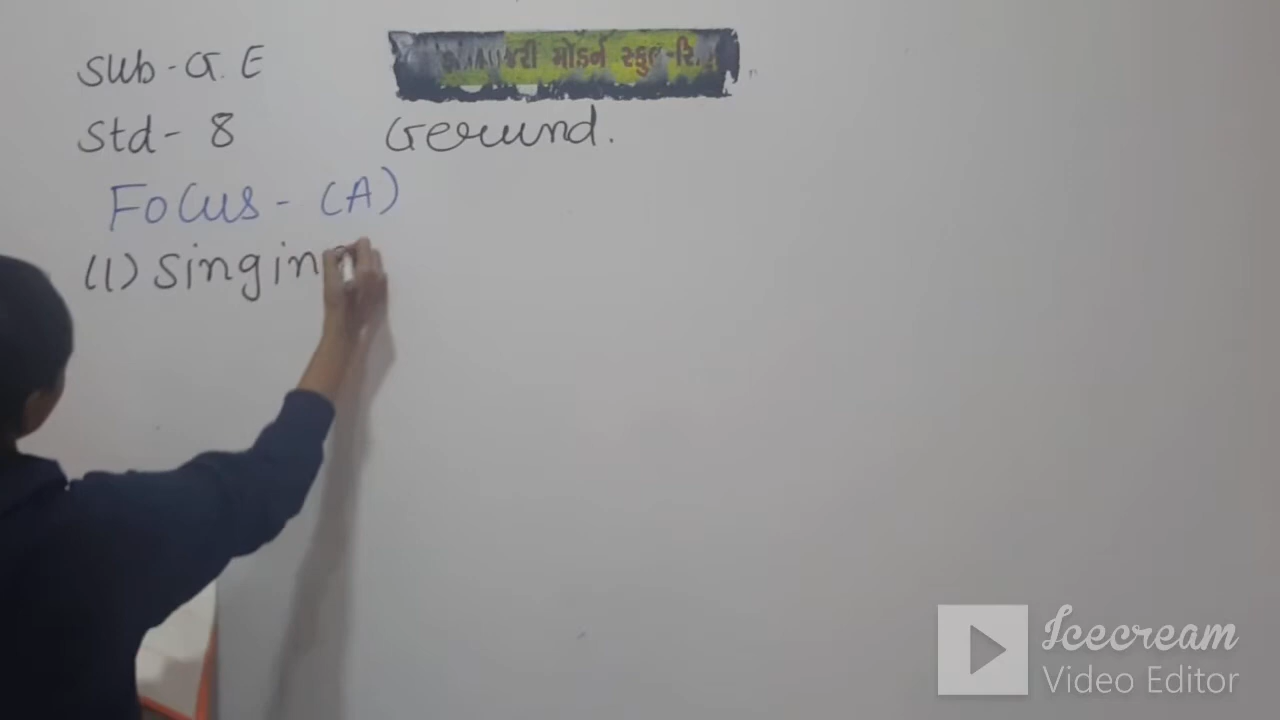 Sub - G. E
મોડર્ન સ્કુલ-
Std - 8
Gerund.
Focus - (A)
(1) Singin
Icecream
Video Editor